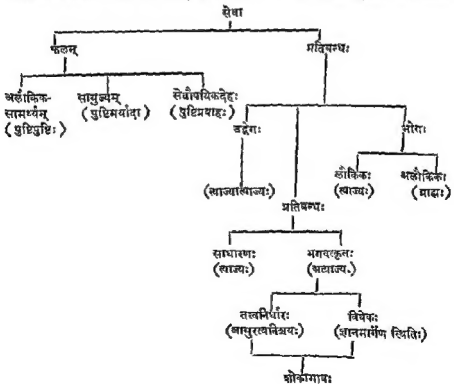 सेवा
फलम्
प्रतिबन्धः
अलौकिक-
सामर्थ्यम्
(पुष्टिपुष्टिः)
सायुज्यम्
(पुष्टिमर्यादा)
सेवौपयिकदेहः
(पुष्टिप्रवाहः)
उद्वेगः
भोगः
(त्याज्यात्याज्यः)
लौकिकः
(त्याज्यः)
अलौकिकः
(ग्राह्यः)
प्रतिबन्धः
साधारणः
(त्याज्यः)
भगवत्कृतः
(अत्याज्यः)
तत्त्वनिर्धारः
(आसुरत्वनिश्चयः)
विवेकः
(ज्ञानमार्गेण स्थितिः)
शोकाभावः